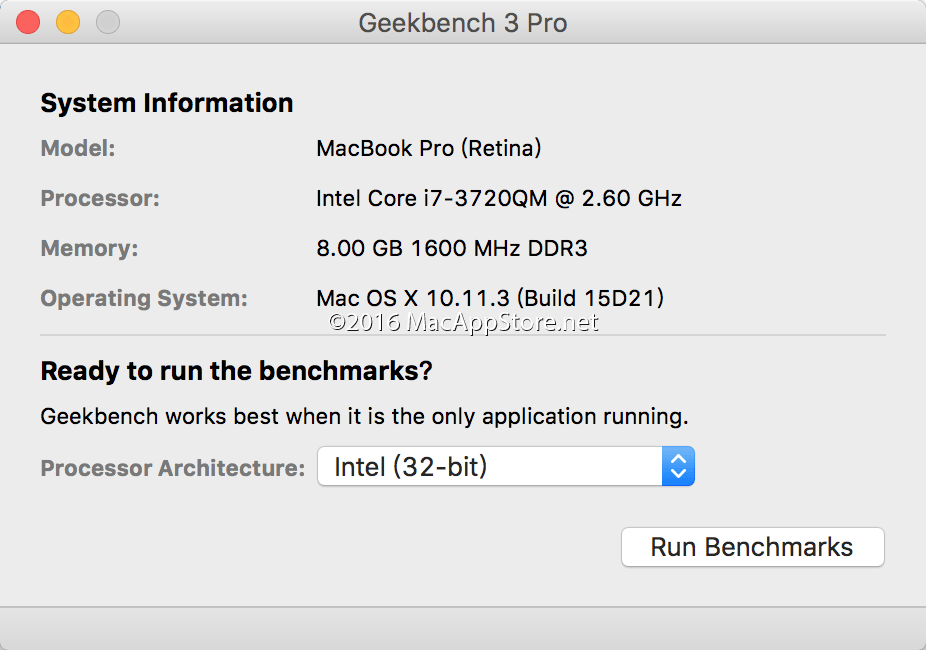 Geekbench 3 Pro
System Information
Model: MacBook Pro (Retina)
Processor: Intel Core i7-3720QM @ 2.60 GHz
Memory: 8.00 GB 1600 MHz DDR3
Operating System: Mac OS X 10.11.3 (Build 15D21)
©2016 MacAppStore.net
Ready to run the benchmarks?
Geekbench works best when it is the only application running.
Processor Architecture: Intel (32-bit)
Run Benchmarks